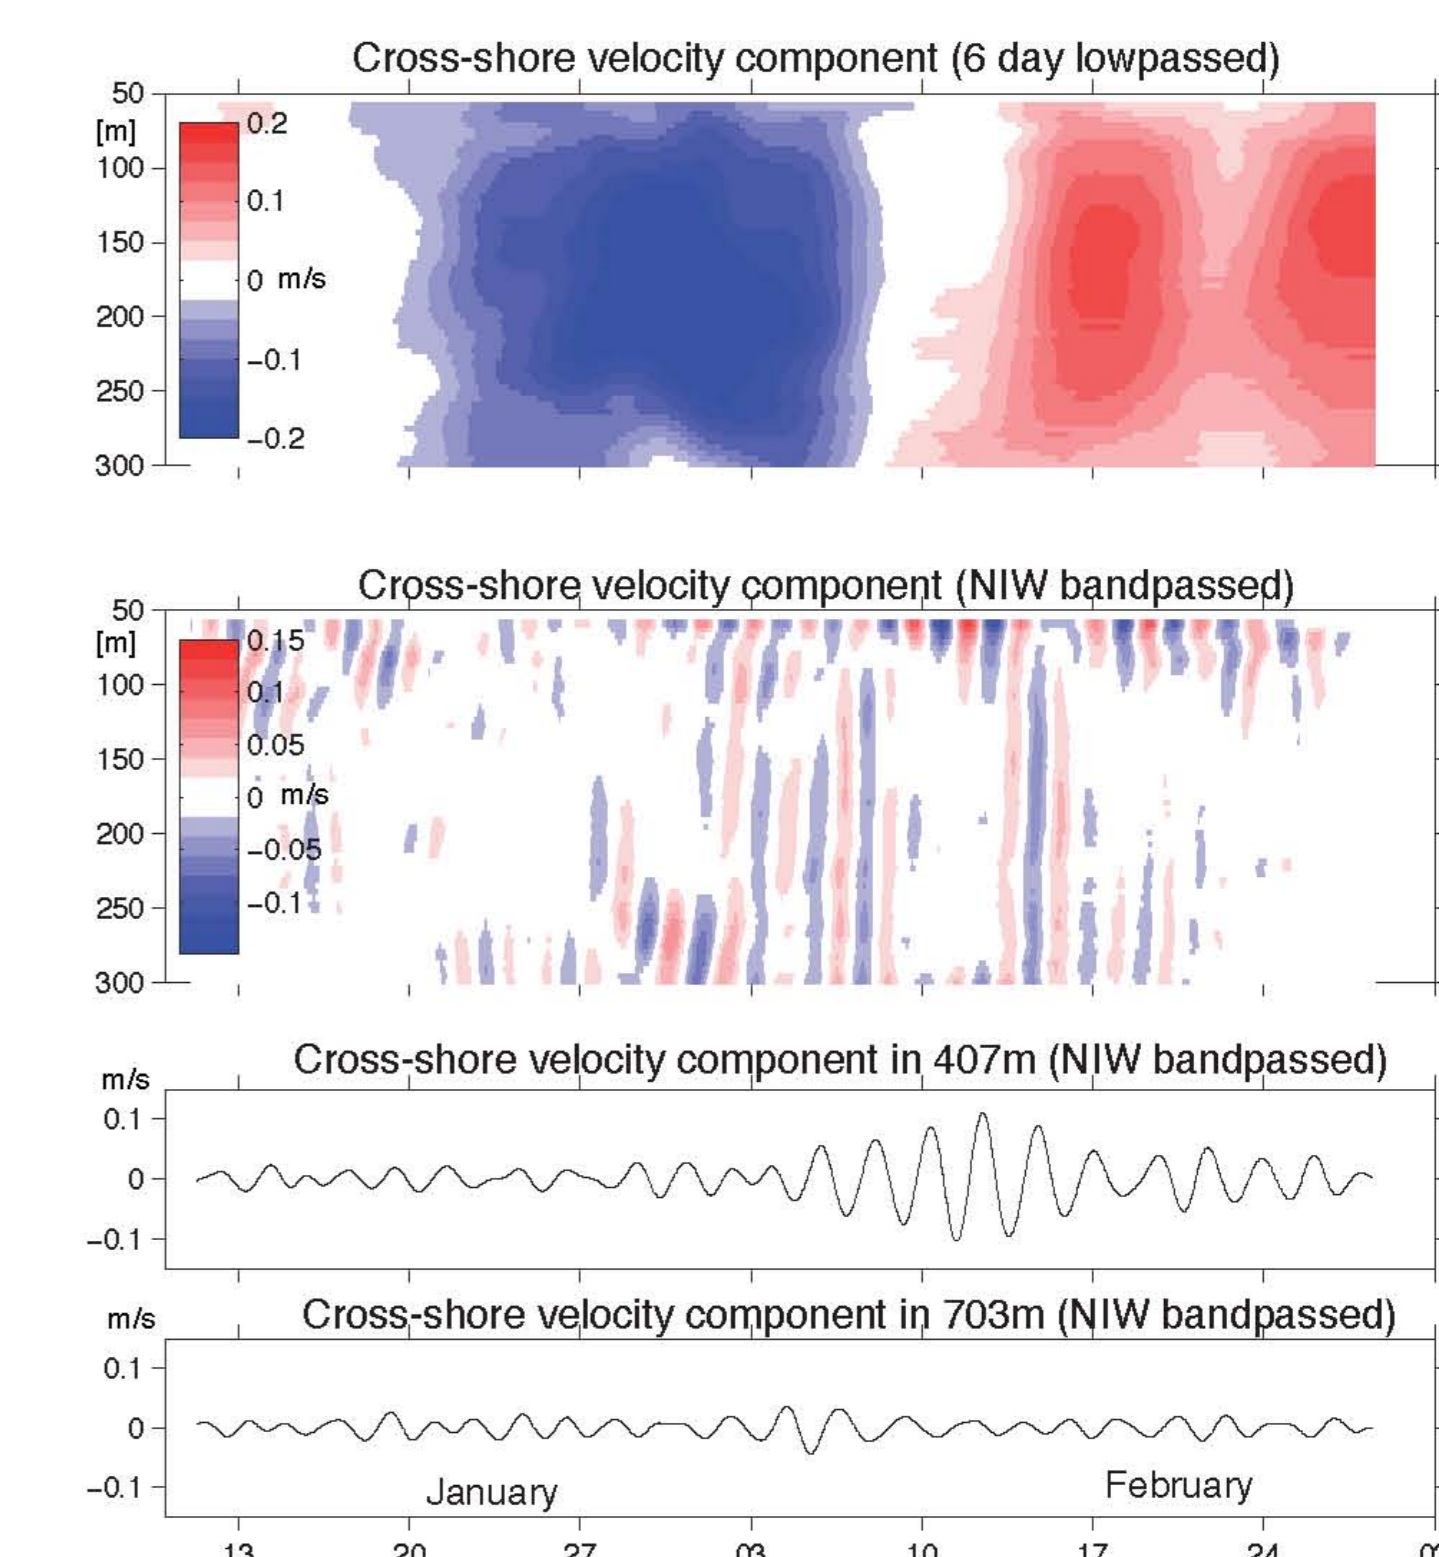 Cross-shore velocity component (6 day lowpassed)
50
[m]
100
150
200
250
300
0.2
0.1
0 m/s
−0.1
−0.2
Cross-shore velocity component (NIW bandpassed)
50
[m]
100
150
200
250
300
0.15
0.1
0.05
0 m/s
−0.05
−0.1
Cross-shore velocity component in 407m (NIW bandpassed)
m/s
0.1
0
−0.1
Cross-shore velocity component in 703m (NIW bandpassed)
m/s
0.1
0
−0.1
January
February
13 20 27 03 10 17 24